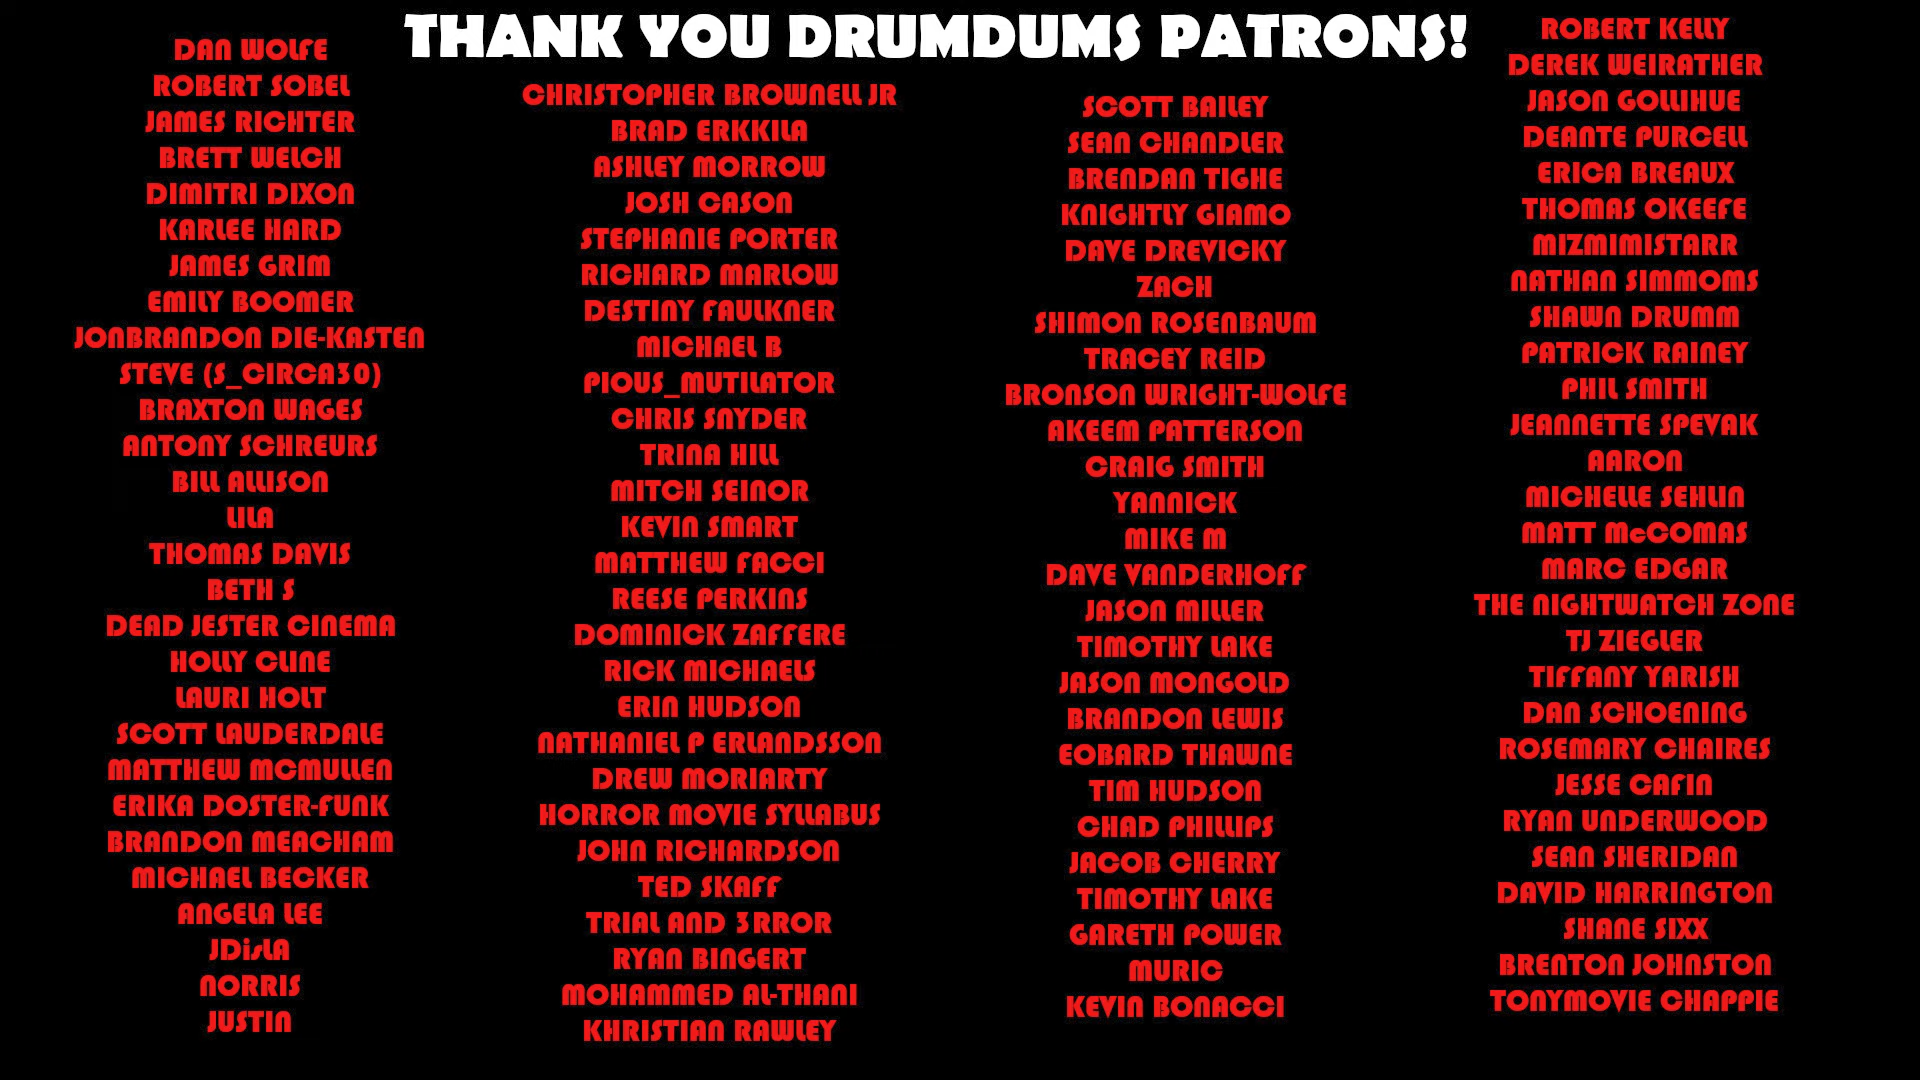 THANK YOU DRUMDUMS PATRONS!
DAN WOLFE
ROBERT SOBEL
JAMES RICHTER
BRETT WELCH
DIMITRI DIXON
KARLEE HARD
JAMES GRIM
EMILY BOOMER
JONBRANDON DIE-KASTEN
STEVE (S_CIRCA30)
BRAXTON WAGES
ANTONY SCHREURS
BILL ALLISON
LILA
THOMAS DAVIS
BETH S
DEAD JESTER CINEMA
HOLLY CLINE
LAURI HOLT
SCOTT LAUDERDALE
MATTHEW MCMULLEN
ERIKA DOSTER-FUNK
BRANDON MEACHAM
MICHAEL BECKER
ANGELA LEE
JDisLA
NORRIS
JUSTIN
CHRISTOPHER BROWNELL JR
BRAD ERKKILA
ASHLEY MORROW
JOSH CASON
STEPHANIE PORTER
RICHARD MARLOW
DESTINY FAULKNER
MICHAEL B
PIOUS_MUTILATOR
CHRIS SNYDER
TRINA HILL
MITCH SEINOR
KEVIN SMART
MATTHEW FACCI
REESE PERKINS
DOMINICK ZAFFERE
RICK MICHAELS
ERIN HUDSON
NATHANIEL P ERLANDSSON
DREW MORIARTY
HORROR MOVIE SYLLABUS
JOHN RICHARDSON
TED SKAFF
TRIAL AND 3RROR
RYAN BINGERT
MOHAMMED AL-THANI
KHRISTIAN RAWLEY
SCOTT BAILEY
SEAN CHANDLER
BRENDAN TIGHE
KNIGHTLY GIAMO
DAVE DREVICKY
ZACH
SHIMON ROSENBAUM
TRACEY REID
BRONSON WRIGHT-WOLFE
AKEEM PATTERSON
CRAIG SMITH
YANNICK
MIKE M
DAVE VANDERHOFF
JASON MILLER
TIMOTHY LAKE
JASON MONGOLD
BRANDON LEWIS
EOBARD THAWNE
TIM HUDSON
CHAD PHILLIPS
JACOB CHERRY
TIMOTHY LAKE
GARETH POWER
MURIC
KEVIN BONACCI
ROBERT KELLY
DEREK WEIRATHER
JASON GOLLIHUE
DEANTE PURCELL
ERICA BREAUX
THOMAS OKEEFE
MIZMIMISTARR
NATHAN SIMMOMS
SHAWN DRUMM
PATRICK RAINEY
PHIL SMITH
JEANNETTE SPEVAK
AARON
MICHELLE SEHLIN
MATT McCOMAS
MARC EDGAR
THE NIGHTWATCH ZONE
TJ ZIEGLER
TIFFANY YARISH
DAN SCHOENING
ROSEMARY CHAIRES
JESSE CAFIN
RYAN UNDERWOOD
SEAN SHERIDAN
DAVID HARRINGTON
SHANE SIXX
BRENTON JOHNSTON
TONYMOVIE CHAPPIE